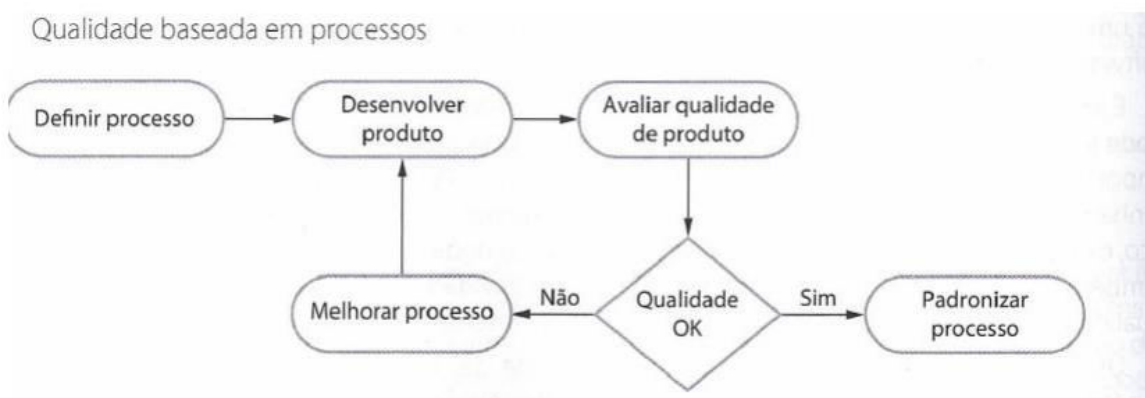 Qualidade baseada em processos
Definir processo
Desenvolver
produto
Avaliar qualidade
de produto
Melhorar processo
Não
Qualidade
OK
Sim
Padronizar
processo